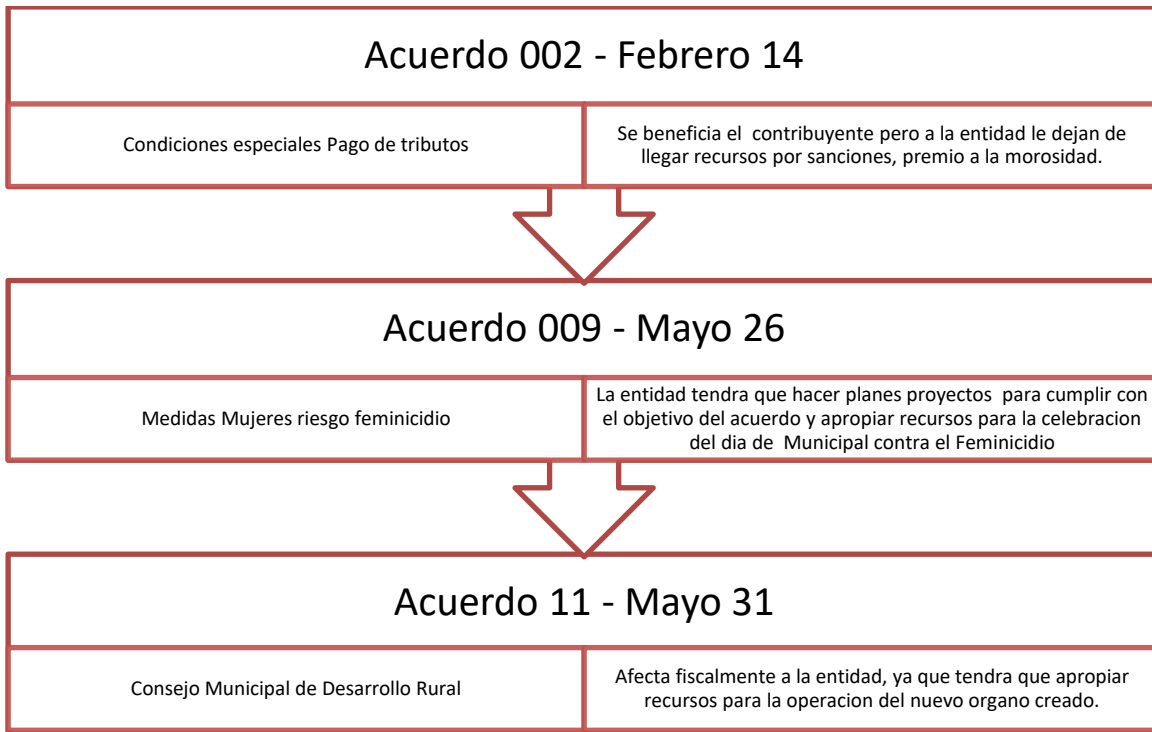 Acuerdo 002 - Febrero 14
Condiciones especiales Pago de tributos
Se beneficia el contribuyente pero a la entidad le dejan de
llegar recursos por sanciones, premio a la morosidad.
Acuerdo 009 - Mayo 26
Medidas Mujeres riesgo feminicidio
La entidad tendra que hacer planes proyectos para cumplir con
el objetivo del acuerdo y apropiar recursos para la celebracion
del dia de Municipal contra el Feminicidio
Acuerdo 11 - Mayo 31
Consejo Municipal de Desarrollo Rural
Afecta fiscalmente a la entidad, ya que tendra que apropiar
recursos para la operacion del nuevo organo creado.